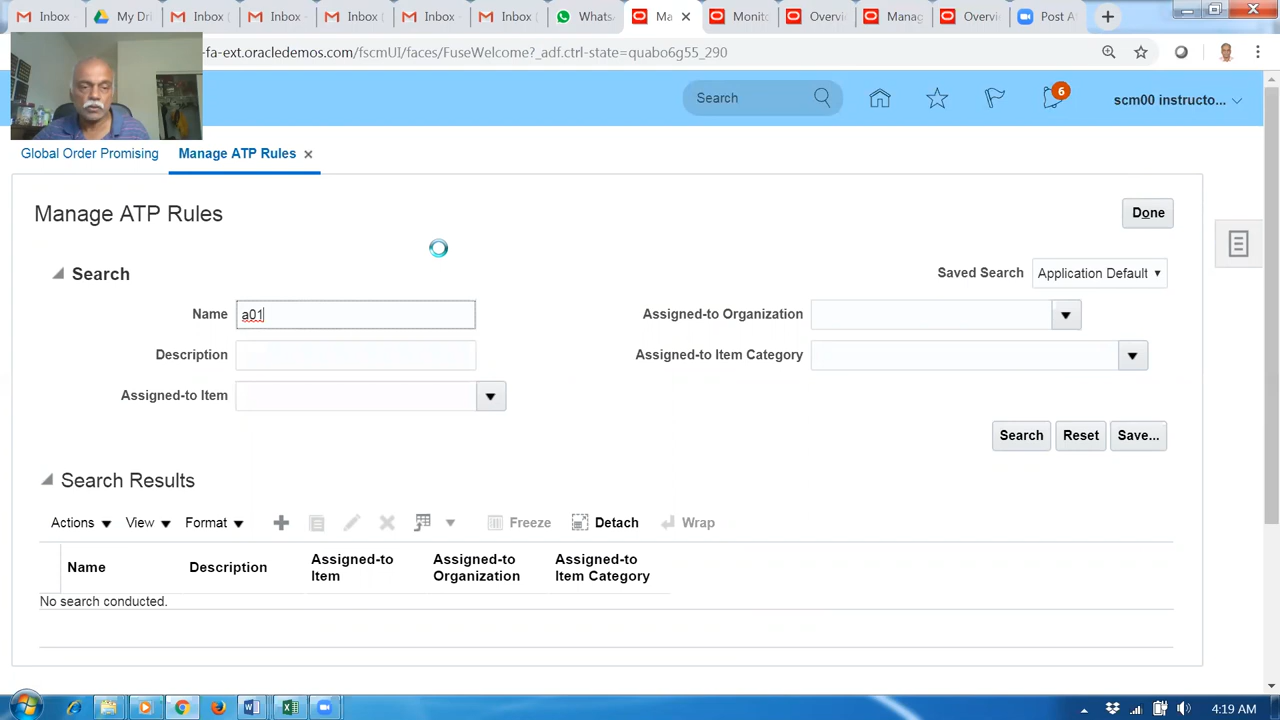 Inbox
My Dri
Inbox (
Inbox -
Inbox (
Inbox
Inbox -
Whats
Ma
Monito
Overvi
Manag
Overv
Post A
-fa-ext.oracledemos.com/fscmUI/faces/FuseWelcome?_adf.ctrl-state=quabo6g55_290
Search
6
scm00 instructo...
Global Order Promising
Manage ATP Rules
Manage ATP Rules
Done
Search
Saved Search
Application Default
Name
a01
Assigned-to Organization
Description
Assigned-to Item Category
Assigned-to Item
Search
Reset
Save...
Search Results
Actions
View
Format
Freeze
Detach
Wrap
Name
Description
Assigned-to
Item
Assigned-to
Organization
Assigned-to
Item Category
No search conducted.
4:19 AM